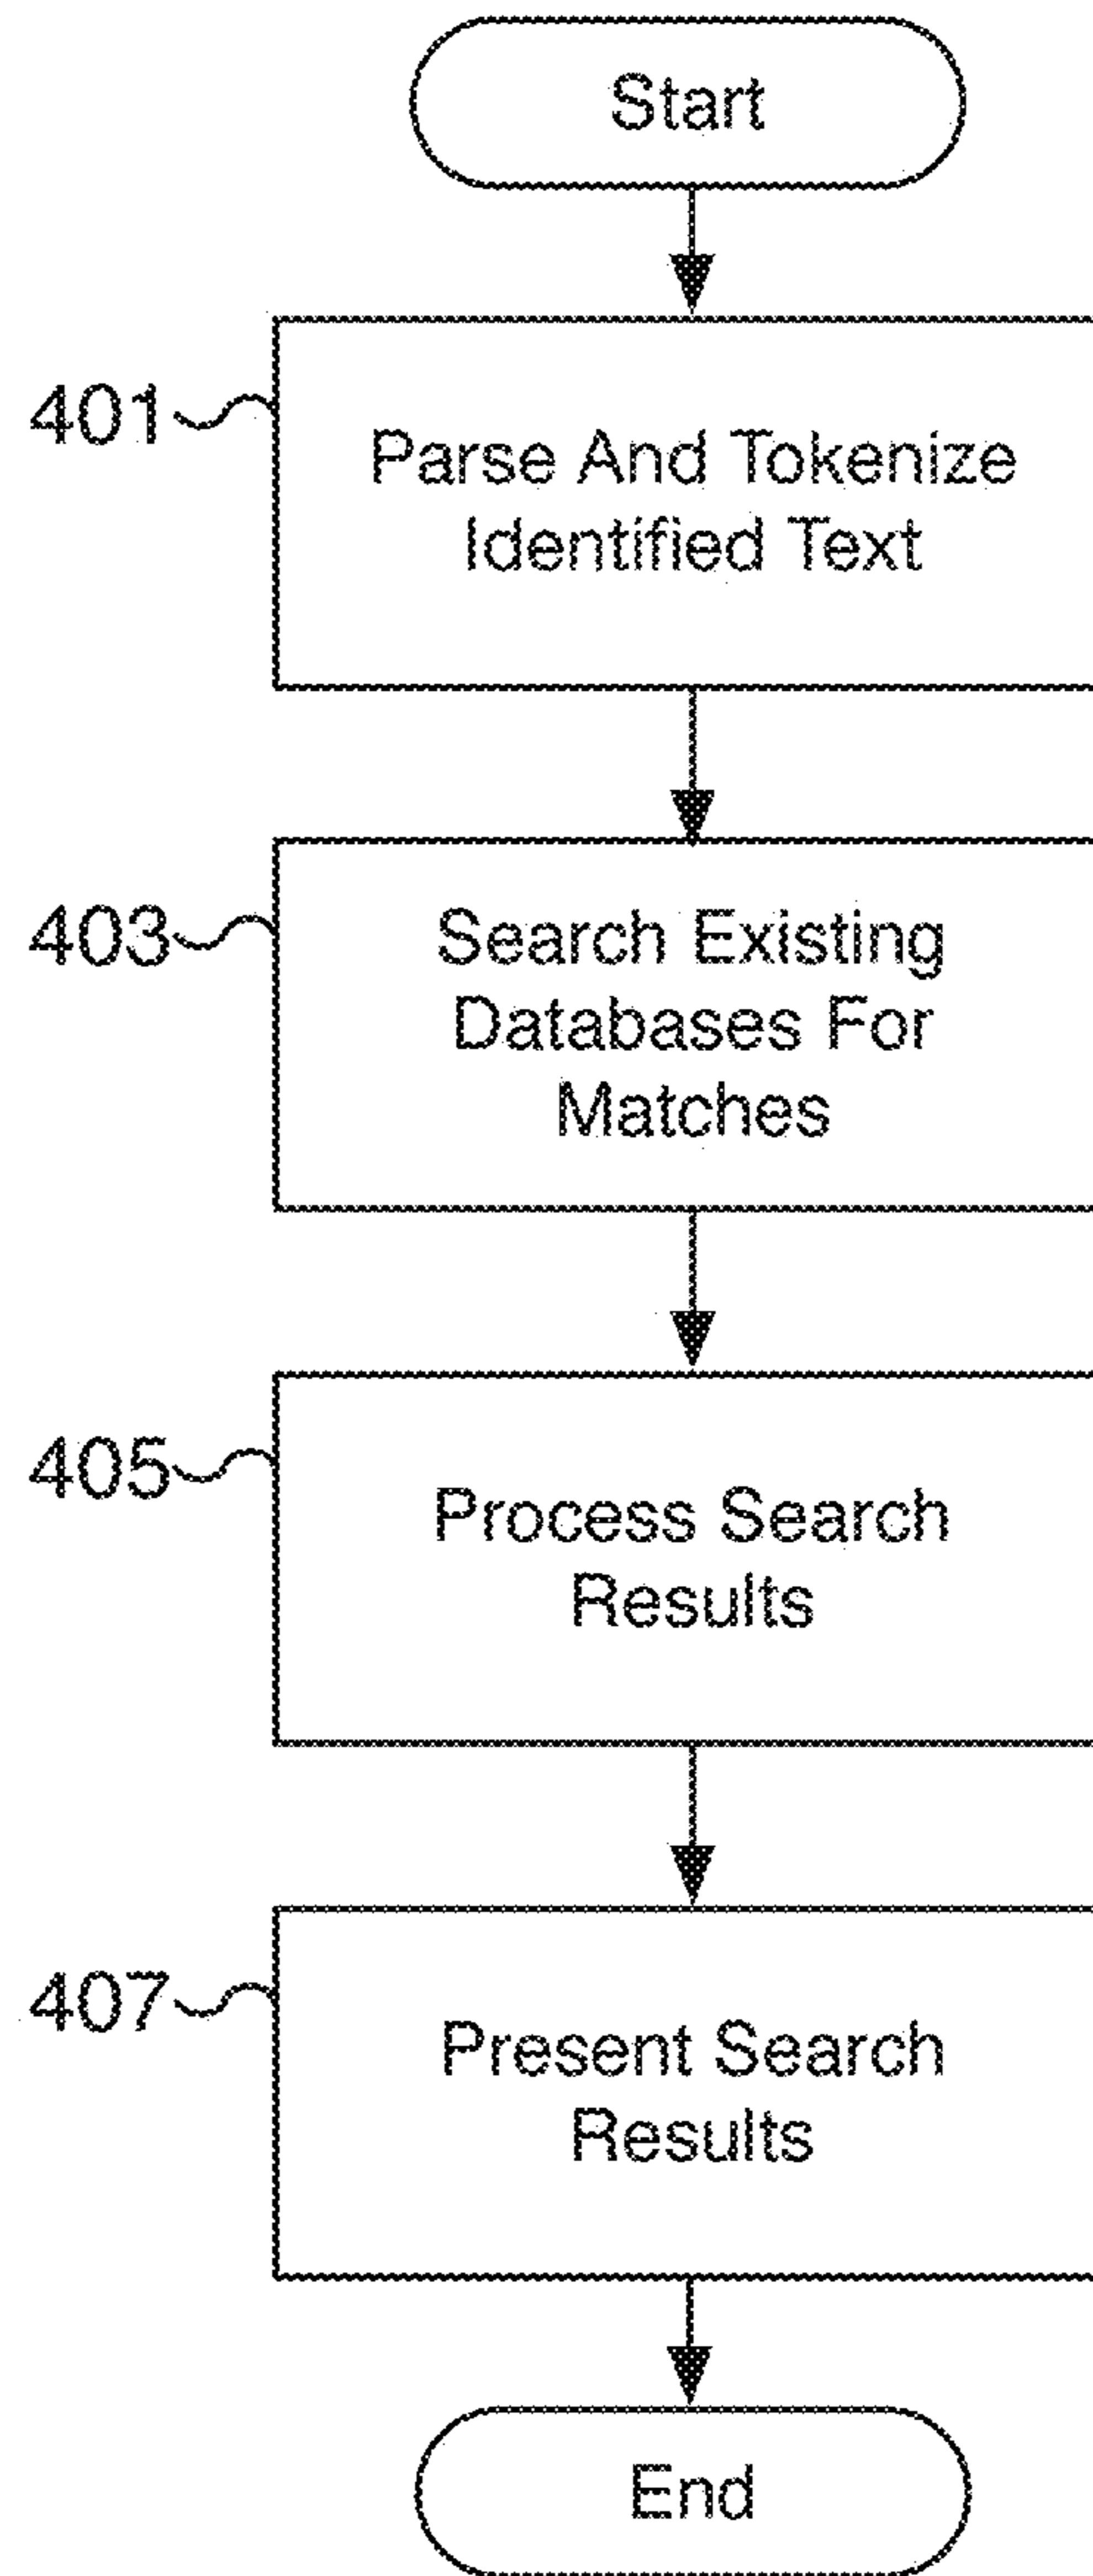 Start
401
Parse And Tokenize
Identified Text
403
Search Existing
Databases For
Matches
405
Process Search
Results
407
Present Search
Results
End